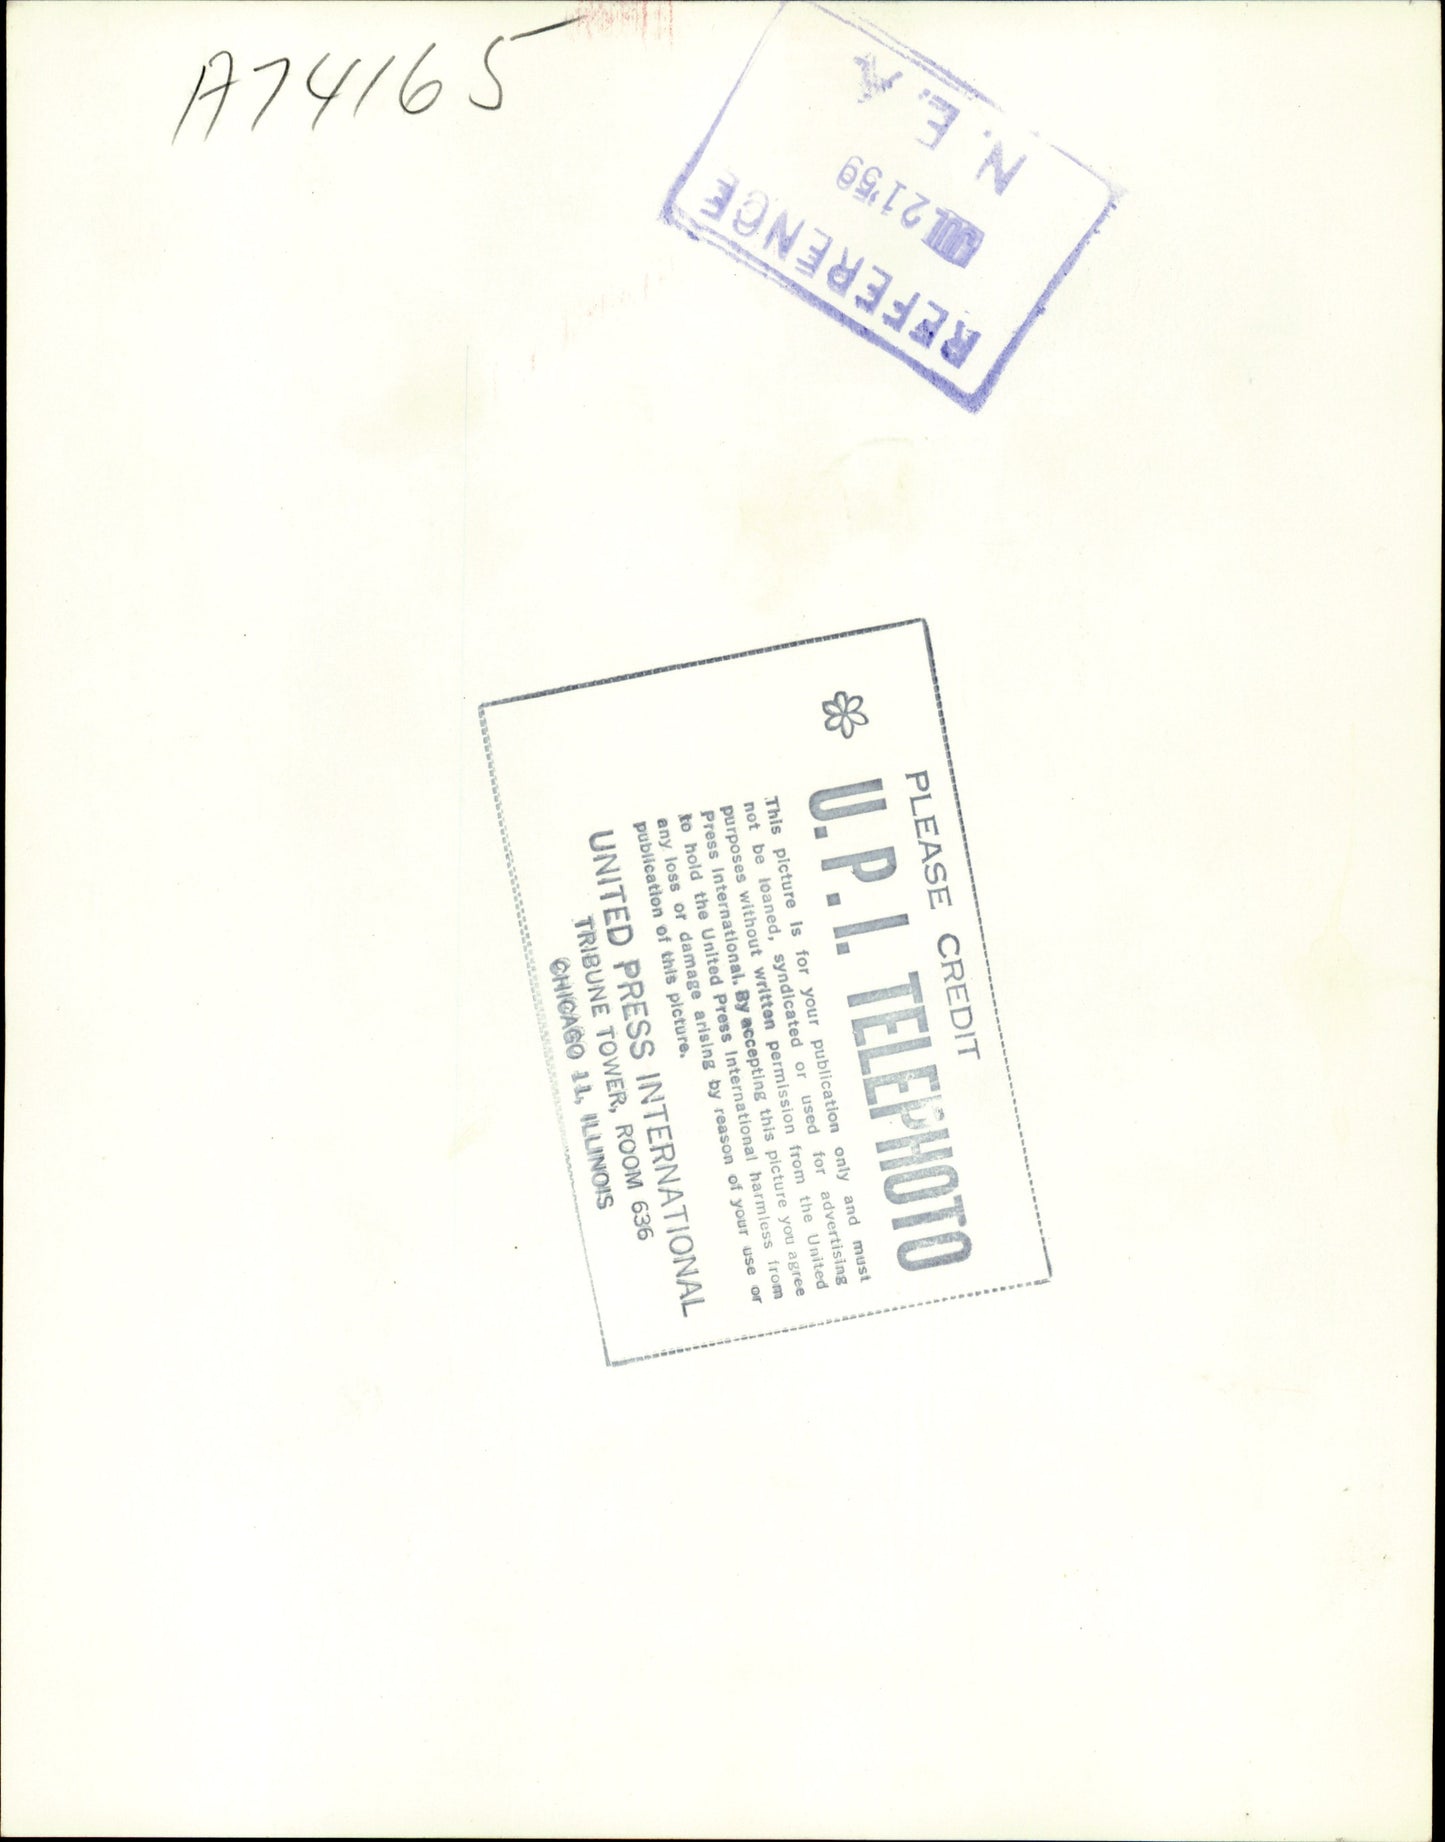 A74165
REFERENCE
JUL 21 '59
N. E. A
PLEASE CREDIT
U. P. I. TELEPHOTO
This picture is for your publication only and must
not be loaned, syndicated or used for advertising
purposes without written permission from the United
Press International. By accepting this picture you agree
to hold the United Press International harmless from
any loss or damage arising by reason of your use or
publication of this picture.
UNITED PRESS INTERNATIONAL
TRIBUNE TOWER, ROOM 636
CHICAGO 11, ILLINOIS